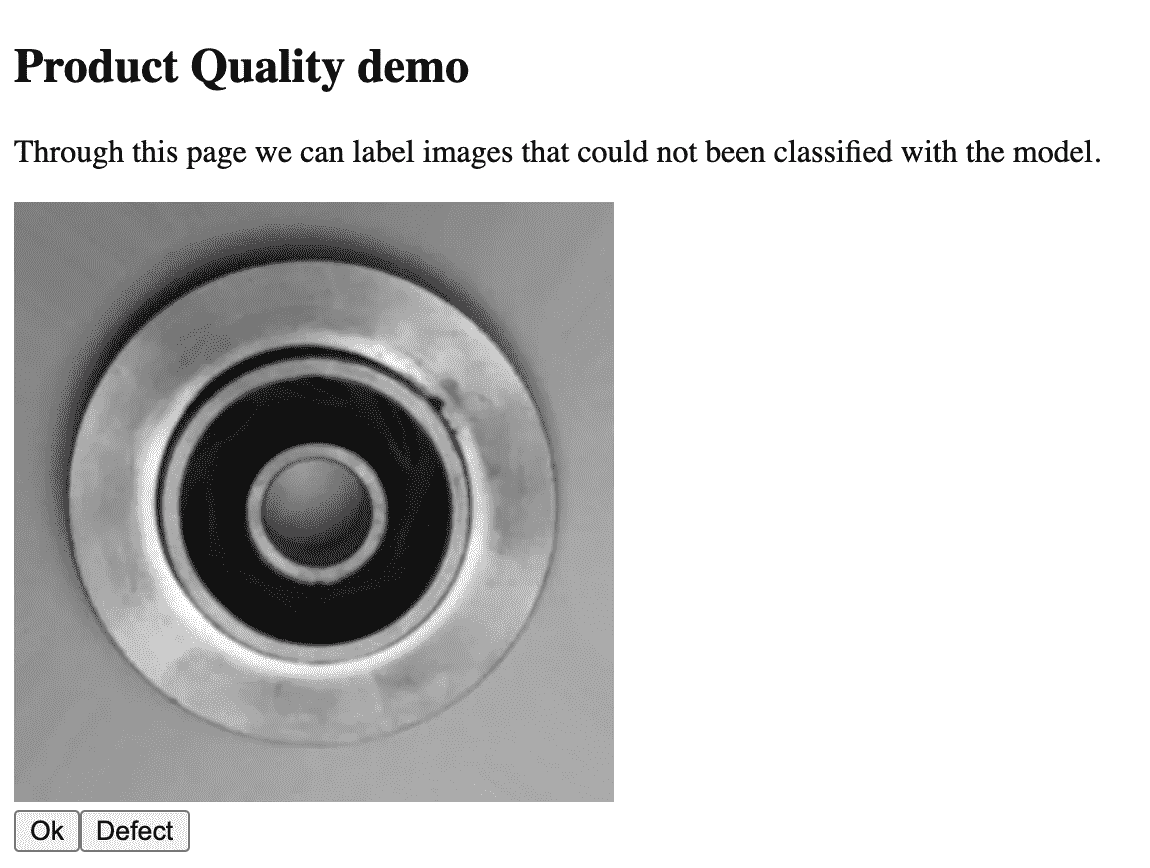 Product Quality demo
Through this page we can label images that could not been classified with the model.
Ok
Defect